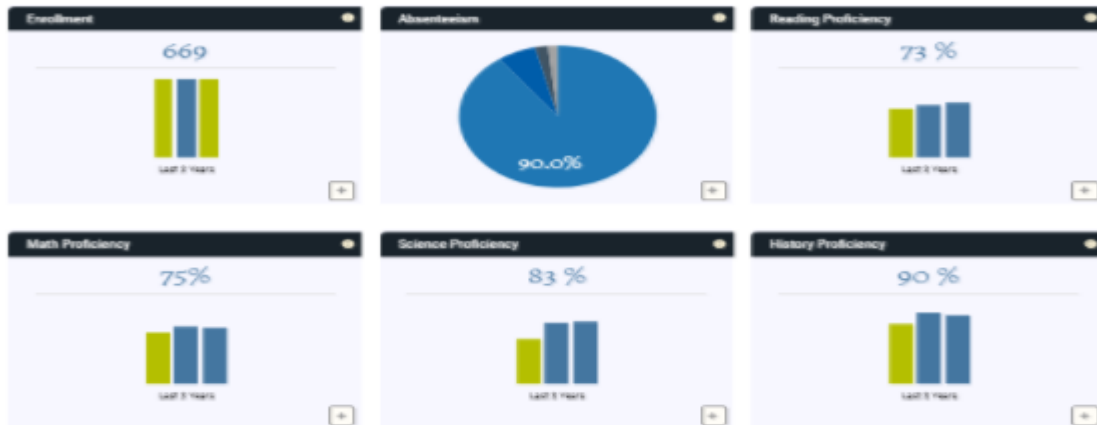 Enrollment
669
Last 3 Years
+
Absenteeism
90.0%
+
Reading Proficiency
73 %
Last 3 Years
+
Math Proficiency
75%
Last 3 Years
+
Science Proficiency
83 %
Last 3 Years
+
History Proficiency
90 %
Last 3 Years
+